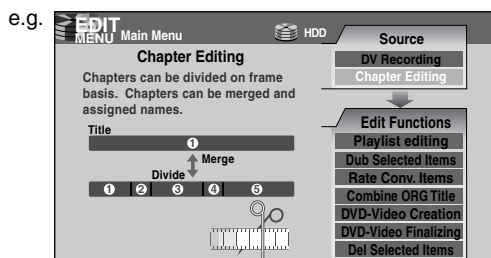 e.g.
EDIT
MENU Main Menu
HDD
Chapter Editing
Chapters can be divided on frame
basis. Chapters can be merged and
assigned names.
Title
1
Merge
Divide
1 2 3 4 5
Source
DV Recording
Chapter Editing
Edit Functions
Playlist editing
Dub Selected Items
Rate Conv. Items
Combine ORG Title
DVD-Video Creation
DVD-Video Finalizing
Del Selected Items